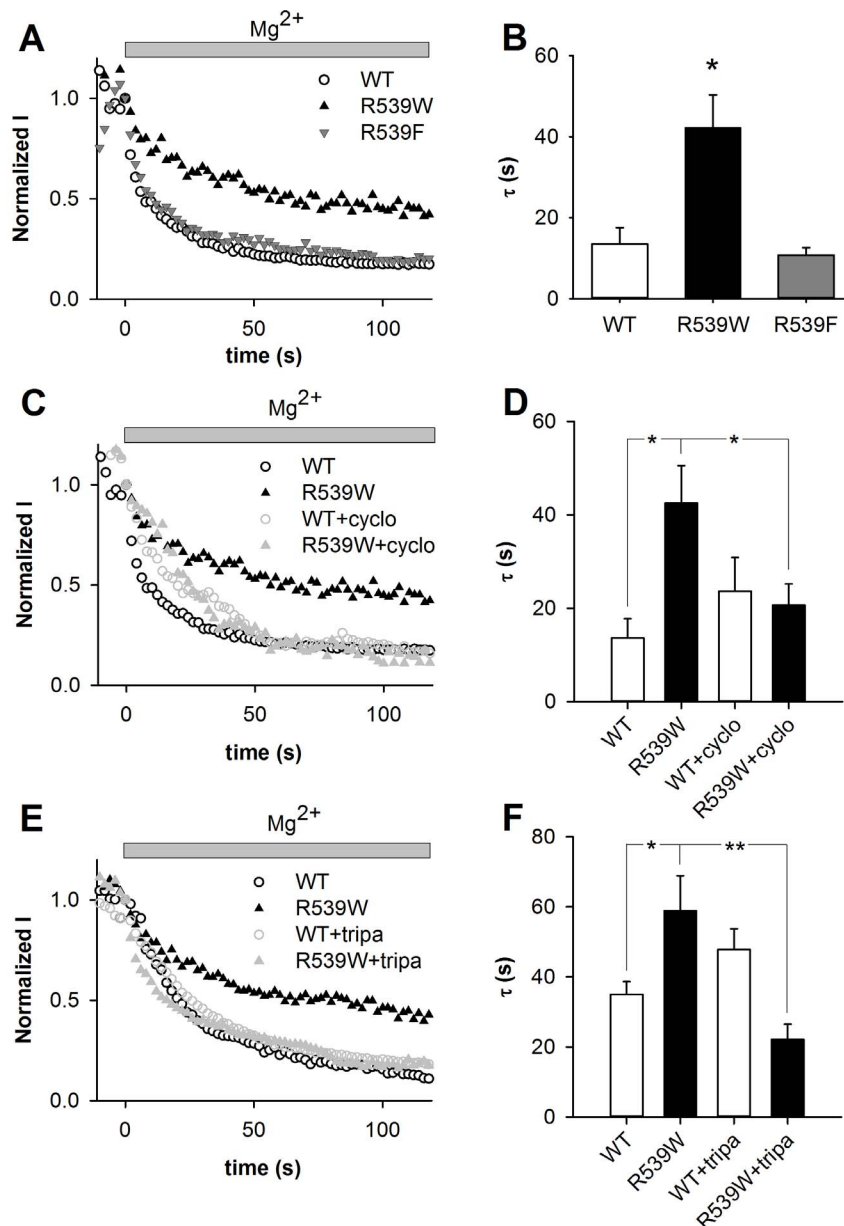 A
Mg2+
WT
R539W
R539F
Normalized I
1.0
0.5
0.0
0 50 100
time (s)
B
*
τ (s)
60
40
20
0
WT R539W R539F
C
Mg2+
WT
R539W
WT+cyclo
R539W+cyclo
Normalized I
1.0
0.5
0.0
0 50 100
time (s)
D
* *
τ (s)
60
40
20
0
WT R539W WT+cyclo R539W+cyclo
E
Mg2+
WT
R539W
WT+tripa
R539W+tripa
Normalized I
1.0
0.5
0.0
0 50 100
time (s)
F
* **
τ (s)
80
60
40
20
0
WT R539W WT+tripa R539W+tripa